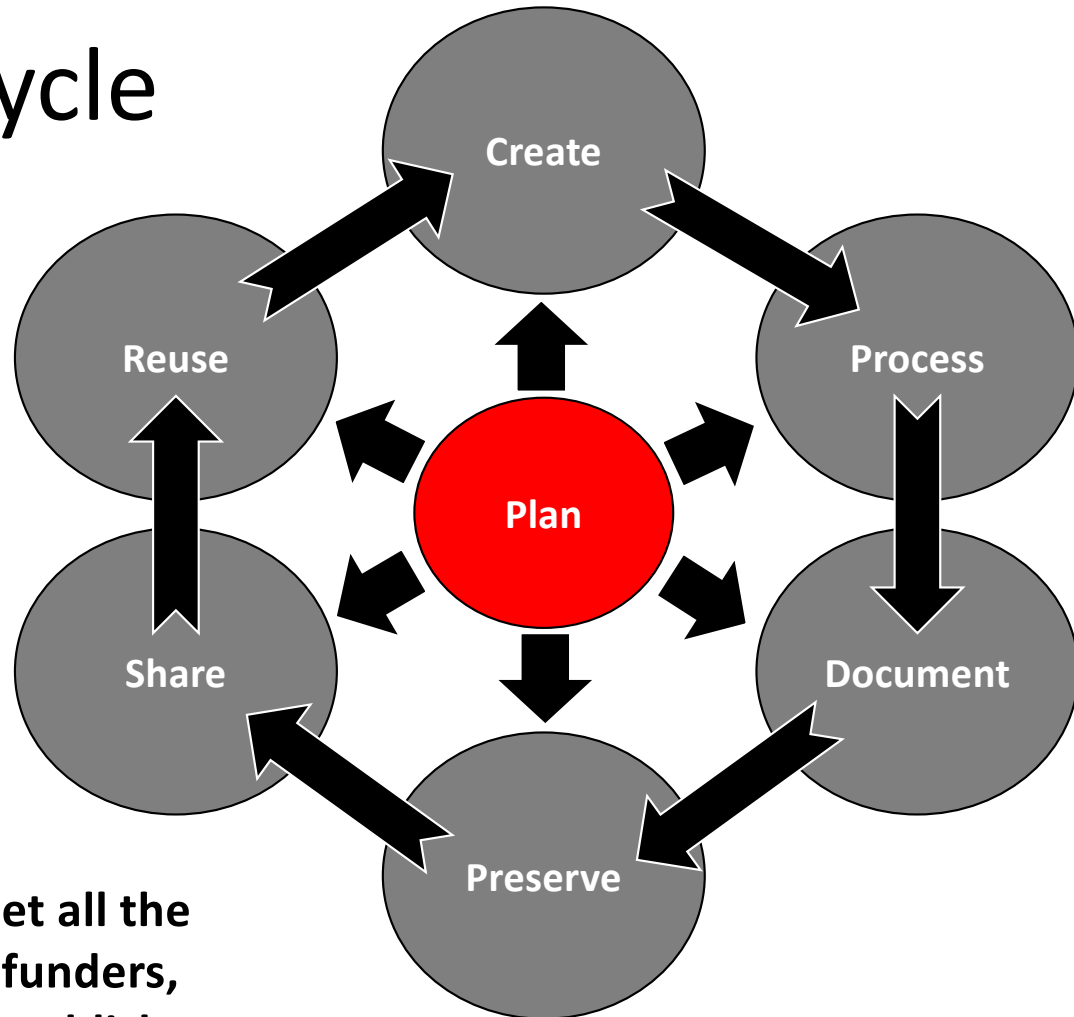 ycle
Create
Reuse
Process
Plan
Share
Document
Preserve
et all the
funders,